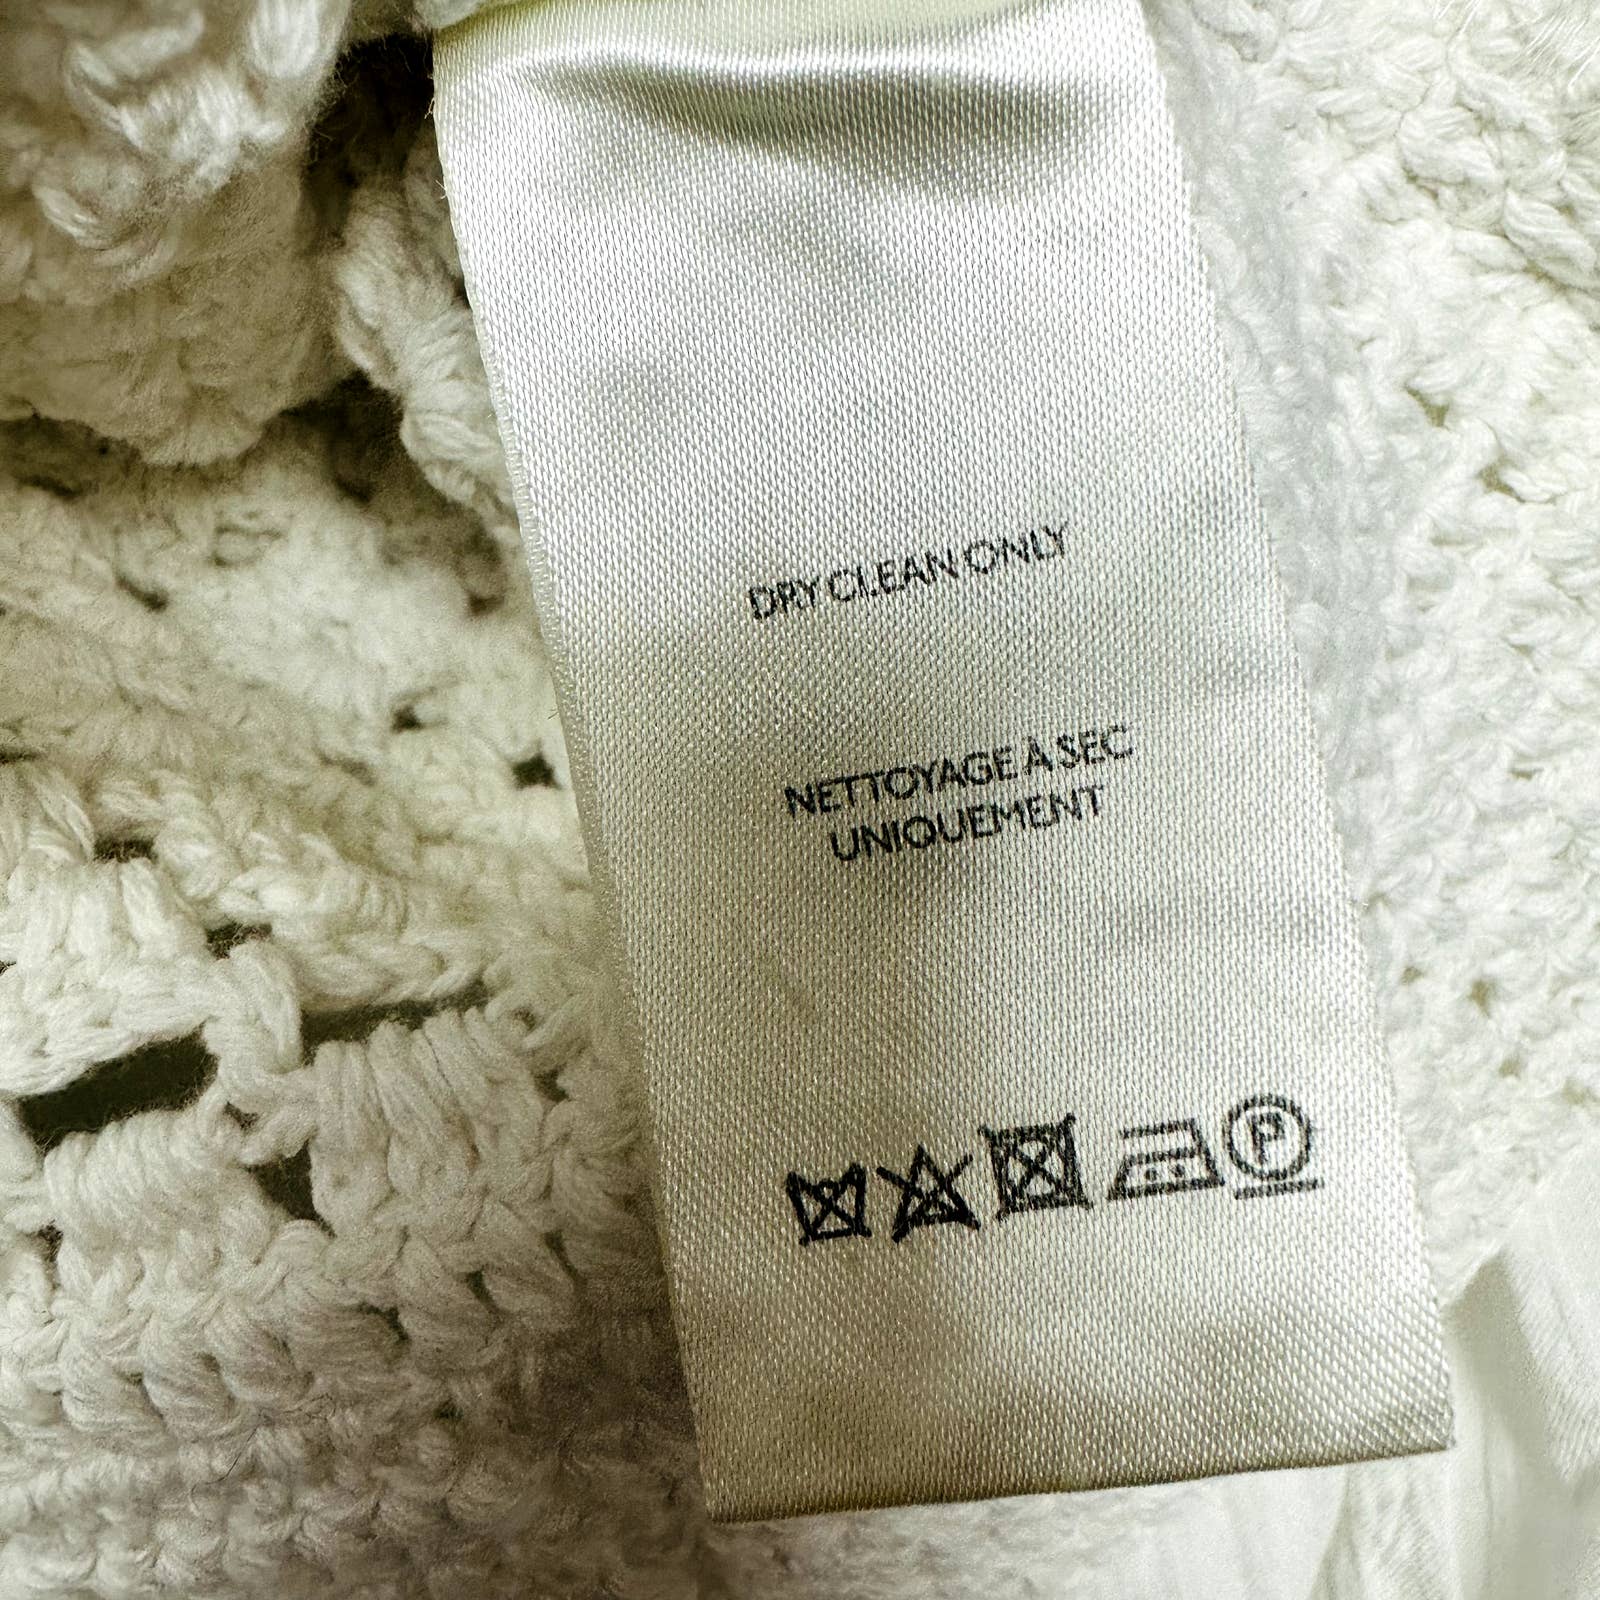 DRY CLEAN ONLY
NETTOYAGE À SEC
UNIQUEMENT
P